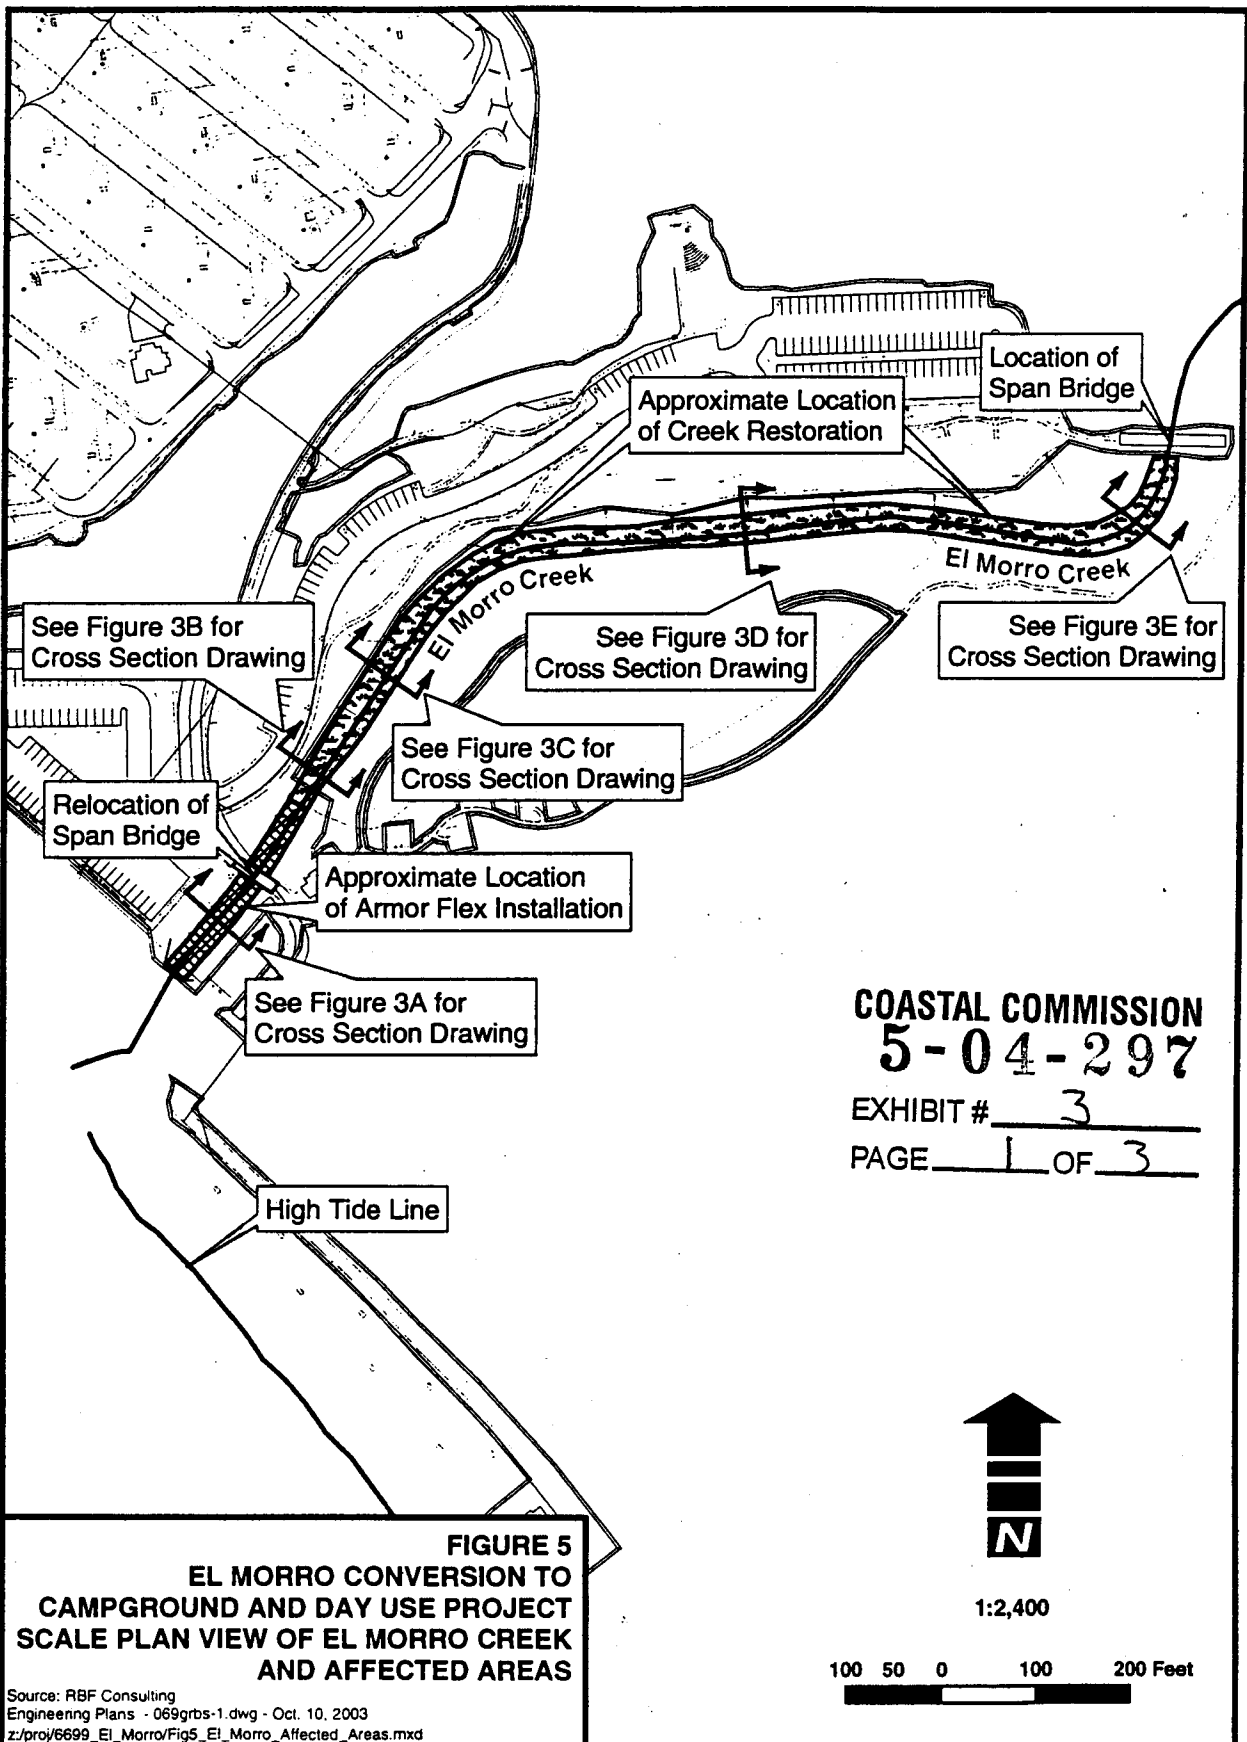 Location of
Span Bridge
Approximate Location
of Creek Restoration
El Morro Creek
El Morro Creek
See Figure 3B for
Cross Section Drawing
See Figure 3D for
Cross Section Drawing
See Figure 3E for
Cross Section Drawing
See Figure 3C for
Cross Section Drawing
Relocation of
Span Bridge
Approximate Location
of Armor Flex Installation
See Figure 3A for
Cross Section Drawing
COASTAL COMMISSION
5-04-297
EXHIBIT # 3
PAGE 1 OF 3
High Tide Line
N
1:2,400
100 50 0 100 200 Feet
FIGURE 5
EL MORRO CONVERSION TO
CAMPGROUND AND DAY USE PROJECT
SCALE PLAN VIEW OF EL MORRO CREEK
AND AFFECTED AREAS
Source: RBF Consulting
Engineering Plans - 069grbs-1.dwg - Oct. 10, 2003
z:/proj/6699_El_Morro/Fig5_El_Morro_Affected_Areas.mxd